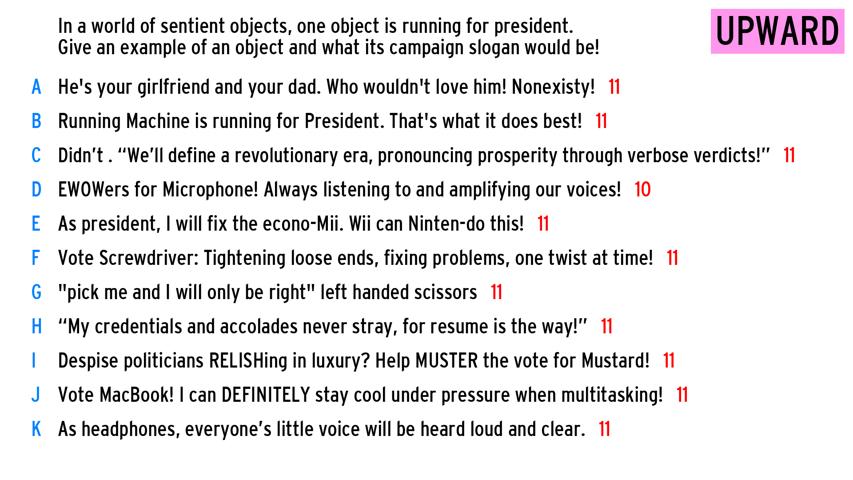 In a world of sentient objects, one object is running for president.
Give an example of an object and what its campaign slogan would be!
UPWARD
A He's your girlfriend and your dad. Who wouldn't love him! Nonexisty! 11
B Running Machine is running for President. That's what it does best! 11
C Didn’t . “We’ll define a revolutionary era, pronouncing prosperity through verbose verdicts!” 11
D EWOWers for Microphone! Always listening to and amplifying our voices! 10
E As president, I will fix the econo-Mii. Wii can Ninten-do this! 11
F Vote Screwdriver: Tightening loose ends, fixing problems, one twist at time! 11
G "pick me and I will only be right" left handed scissors 11
H “My credentials and accolades never stray, for resume is the way!” 11
I Despise politicians RELISHing in luxury? Help MUSTER the vote for Mustard! 11
J Vote MacBook! I can DEFINITELY stay cool under pressure when multitasking! 11
K As headphones, everyone’s little voice will be heard loud and clear. 11